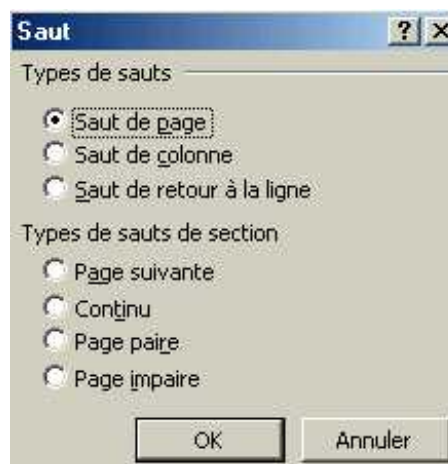 Saut
Types de sauts
Saut de page
Saut de colonne
Saut de retour à la ligne
Types de sauts de section
Page suivante
Continu
Page paire
Page impaire
OK Annuler